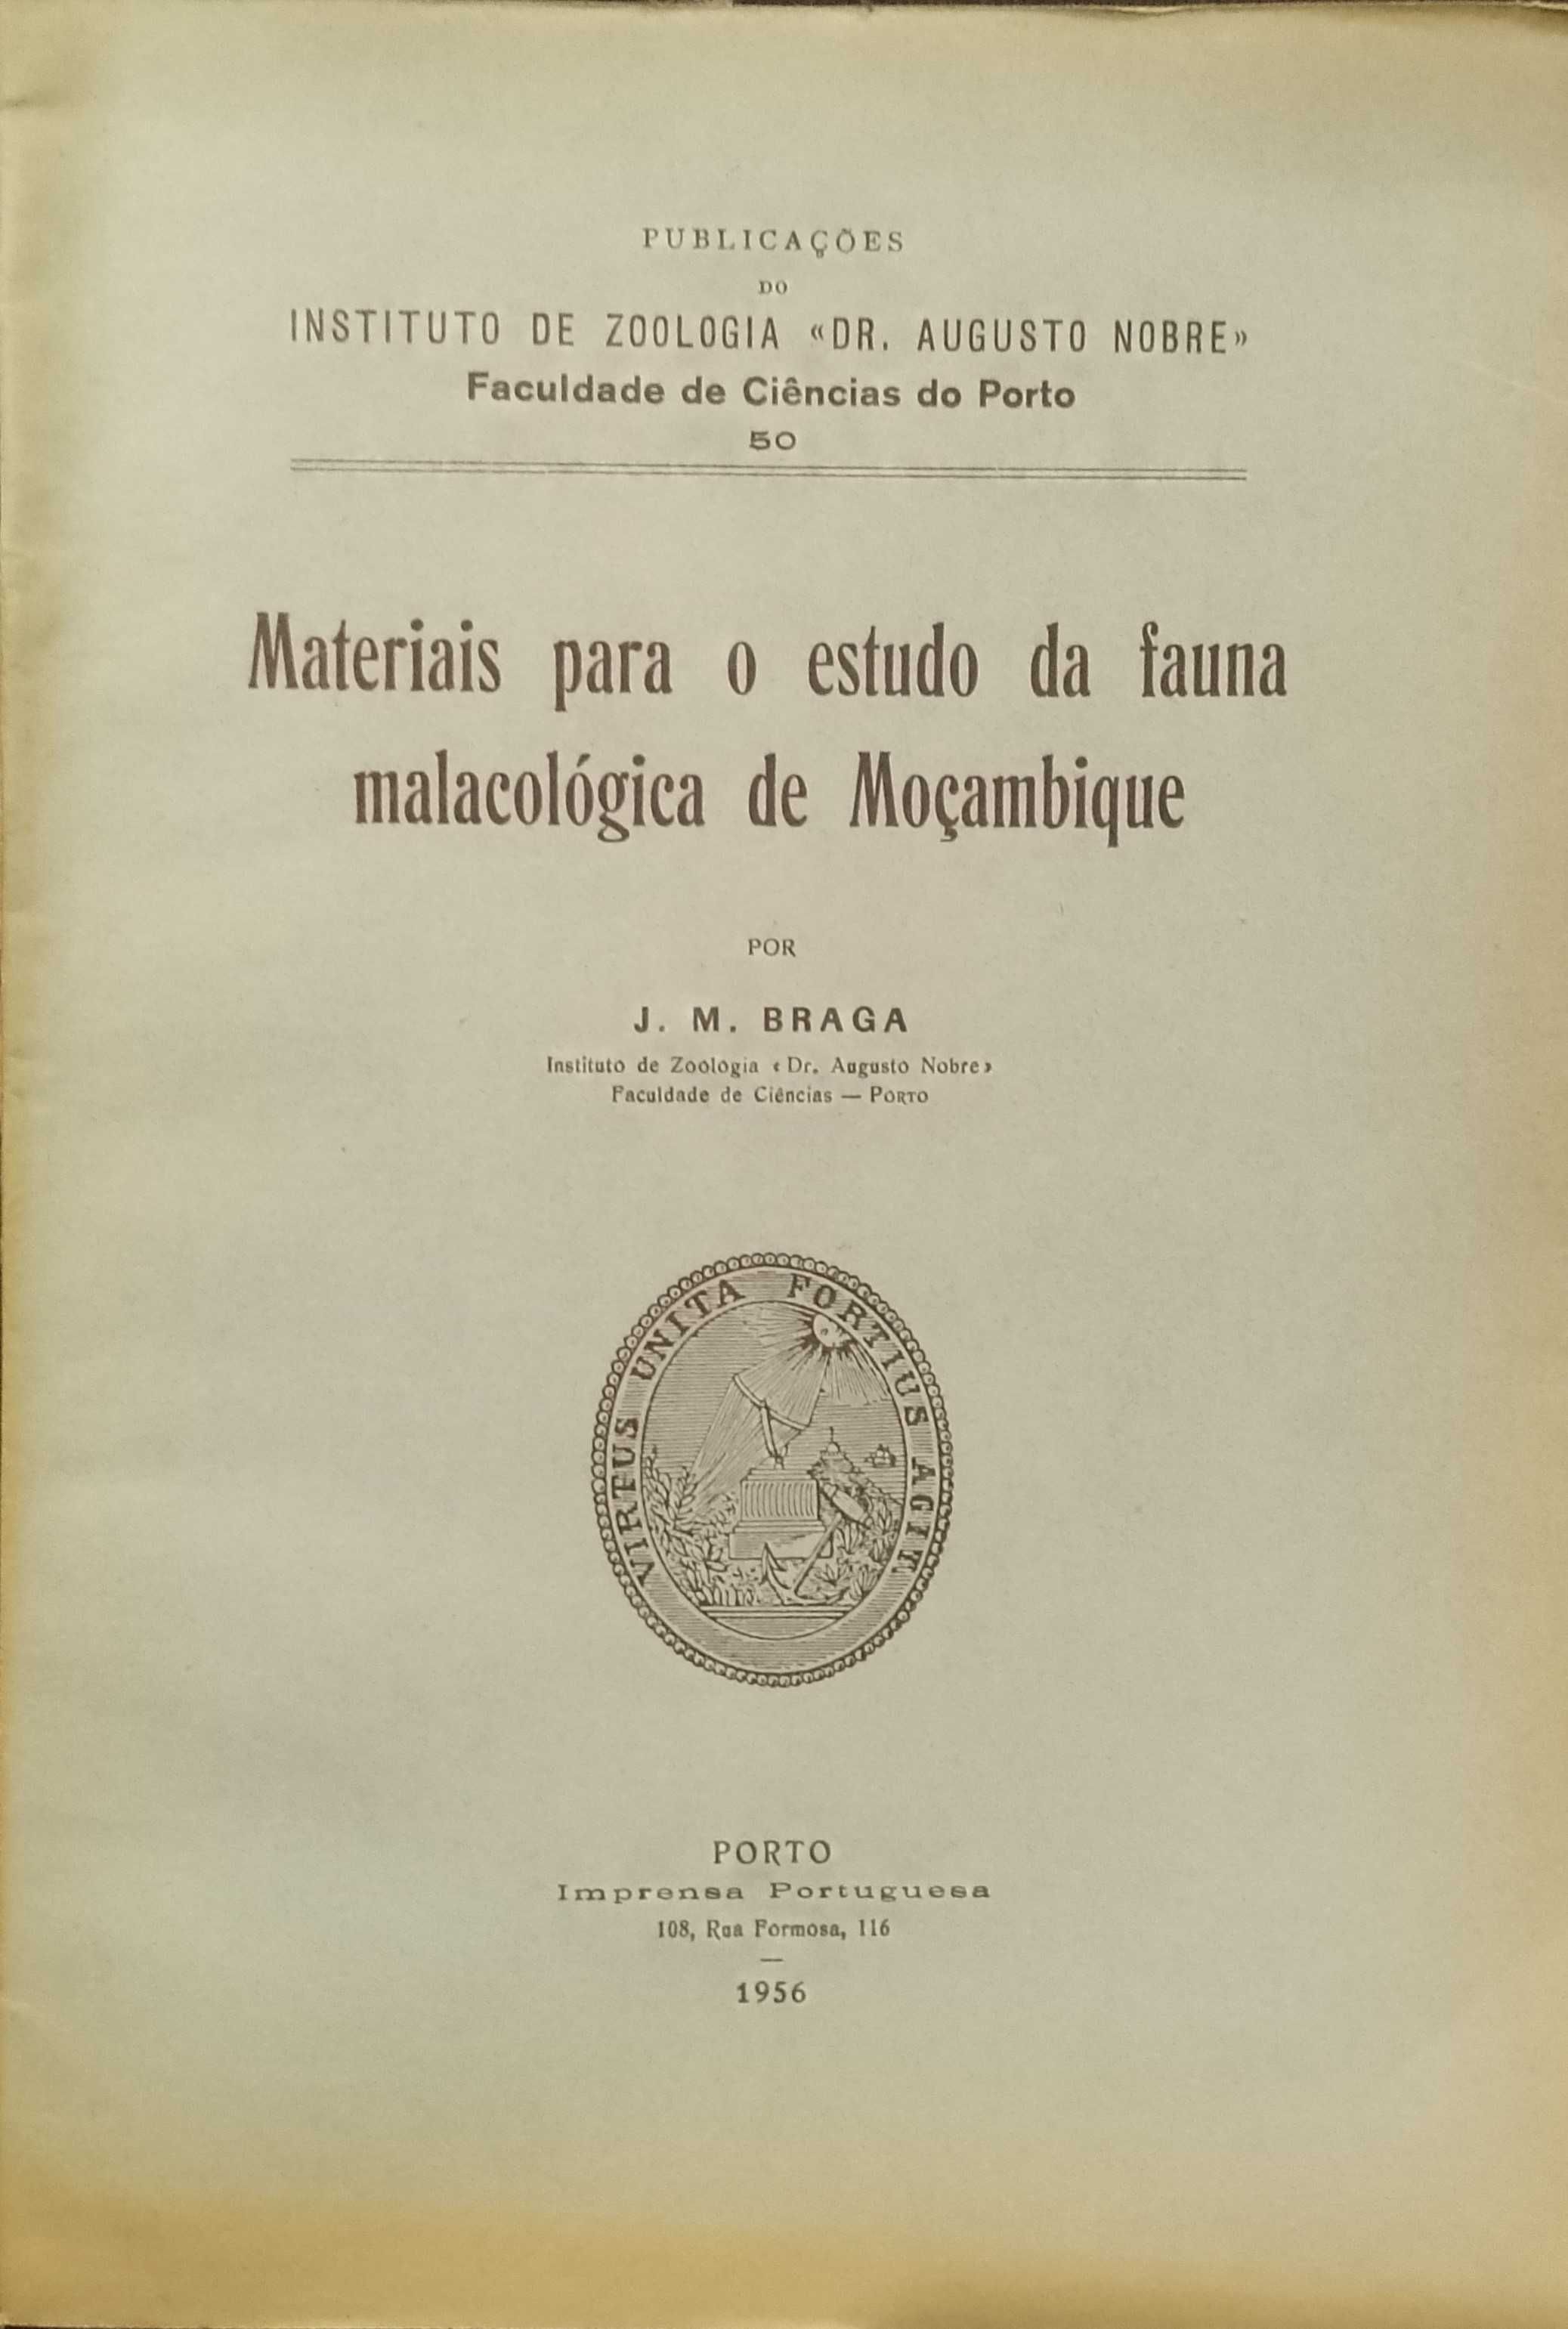 PUBLICAÇÕES
DO
INSTITUTO DE ZOOLOGIA «DR. AUGUSTO NOBRE»
Faculdade de Ciências do Porto
50
Materiais para o estudo da fauna
malacológica de Moçambique
POR
J. M. BRAGA
Instituto de Zoologia «Dr. Augusto Nobre»
Faculdade de Ciências — PORTO
VIRTUS UNITA FORTIUS AGIT
PORTO
Imprensa Portuguesa
108, Rua Formosa, 116
1956